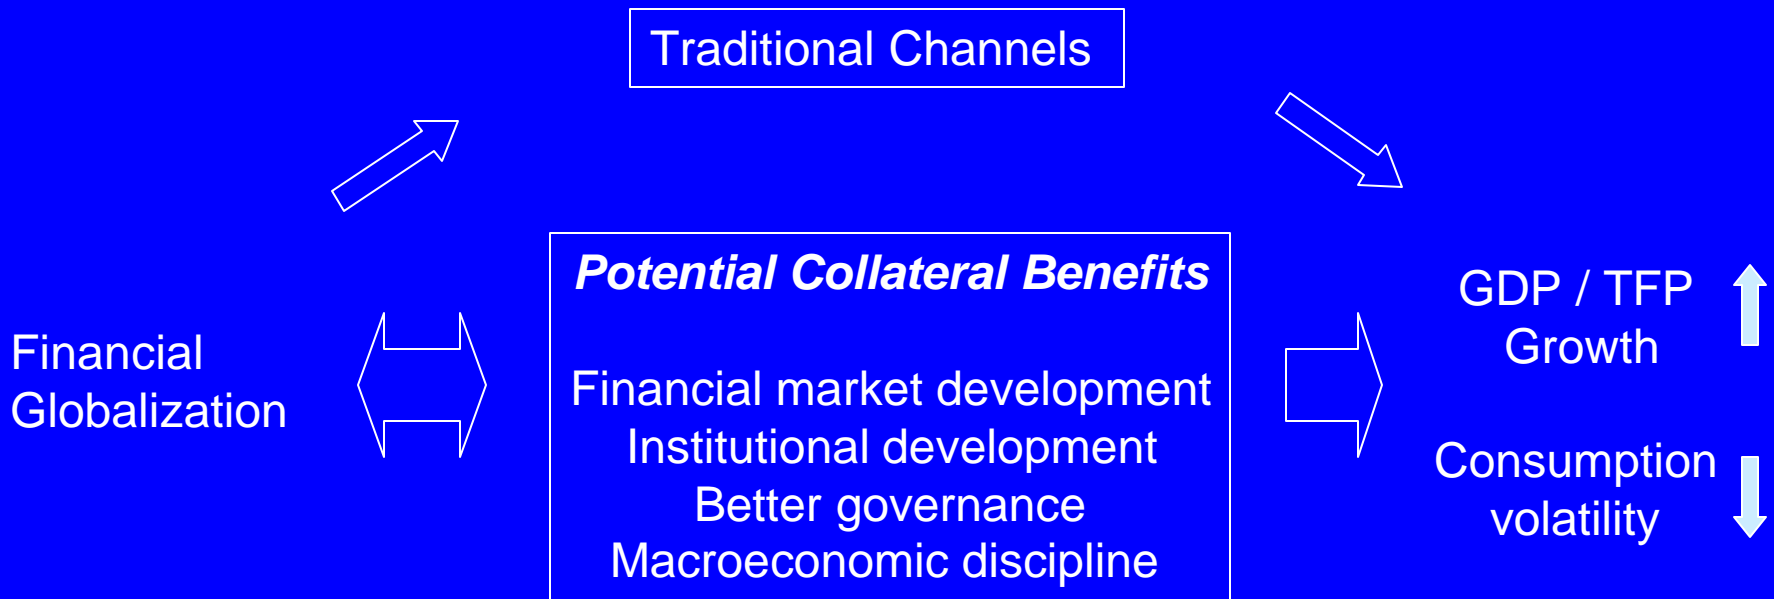 Traditional Channels
Financial
Globalization
Potential Collateral Benefits
Financial market development
Institutional development
Better governance
Macroeconomic discipline
GDP / TFP
Growth
Consumption
volatility